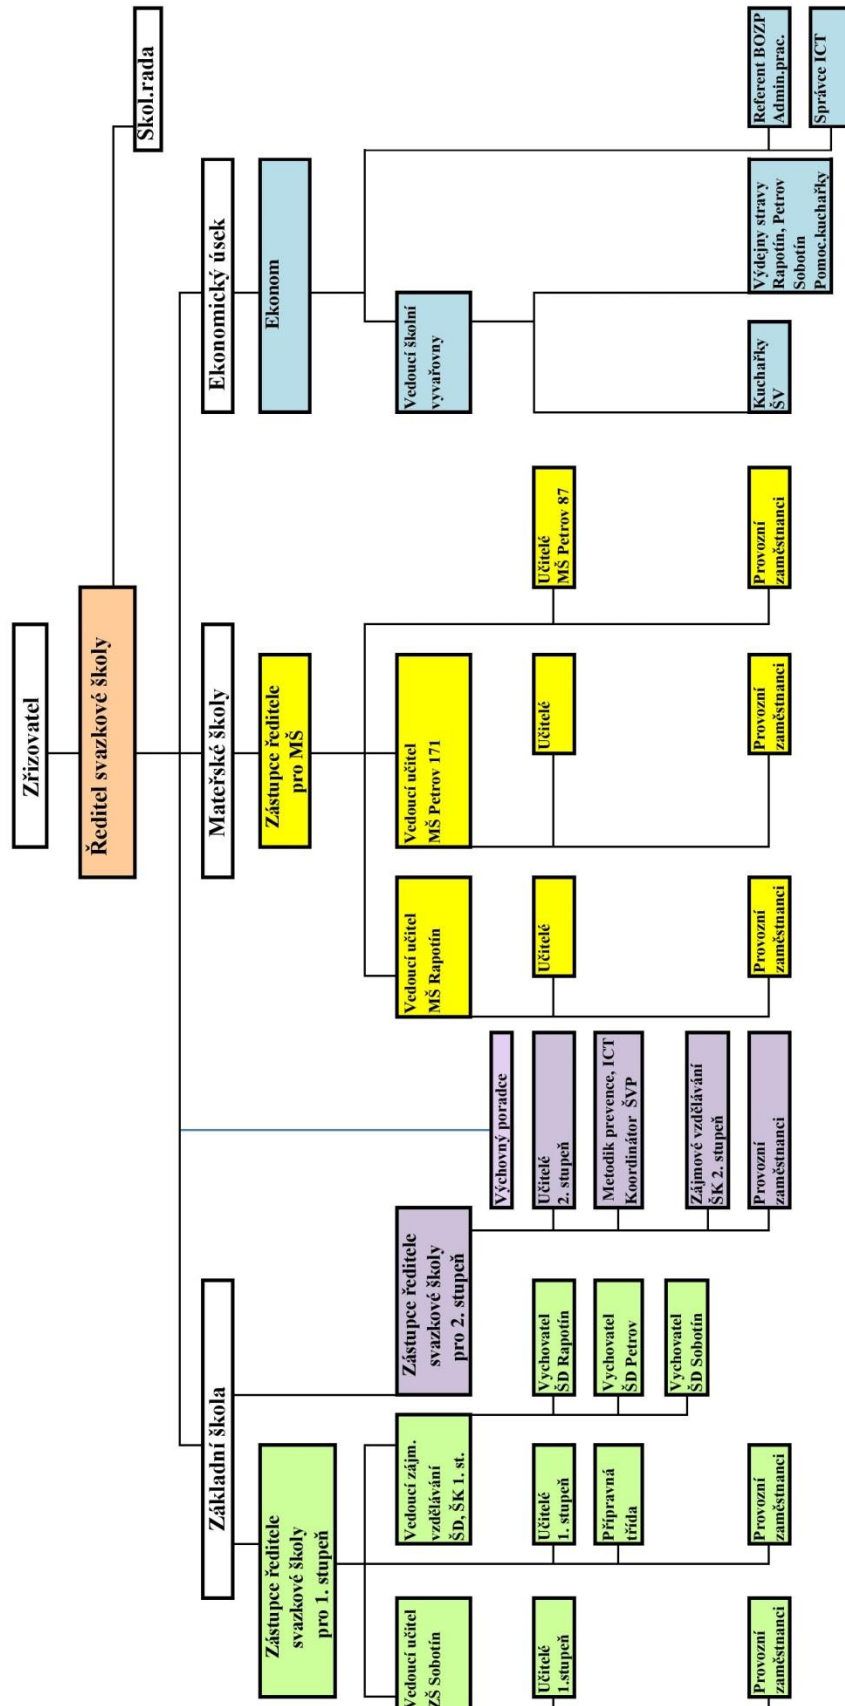 Zřizovatel
Ředitel svazkové školy
Škol.rada
Základní škola
Mateřské školy
Ekonomický úsek
Zástupce ředitele
svazkové školy
pro 1. stupeň
Zástupce ředitele
pro MŠ
Ekonom
Vedoucí učitel
ZŠ Sobotín
Vedoucí zájm.
vzdělávání
ŠD, ŠK 1. st.
Zástupce ředitele
svazkové školy
pro 2. stupeň
Vedoucí učitel
MŠ Rapotín
Vedoucí učitel
MŠ Petrov 171
Vedoucí školní
vyvařovny
Výchovný poradce
Učitelé
1.stupeň
Učitelé
1. stupeň
Vychovatel
ŠD Rapotín
Učitelé
2. stupeň
Učitelé
Učitelé
Učitelé
MŠ Petrov 87
Přípravná
třída
Vychovatel
ŠD Petrov
Metodik prevence, ICT
Koordinátor ŠVP
Vychovatel
ŠD Sobotín
Zájmové vzdělávání
ŠK 2. stupeň
Provozní
zaměstnanci
Provozní
zaměstnanci
Provozní
zaměstnanci
Provozní
zaměstnanci
Provozní
zaměstnanci
Provozní
zaměstnanci
Kuchařky
ŠV
Výdejny stravy
Rapotín, Petrov
Sobotín
Pomoc.kuchařky
Referent BOZP
Admin.prac.
Správce ICT